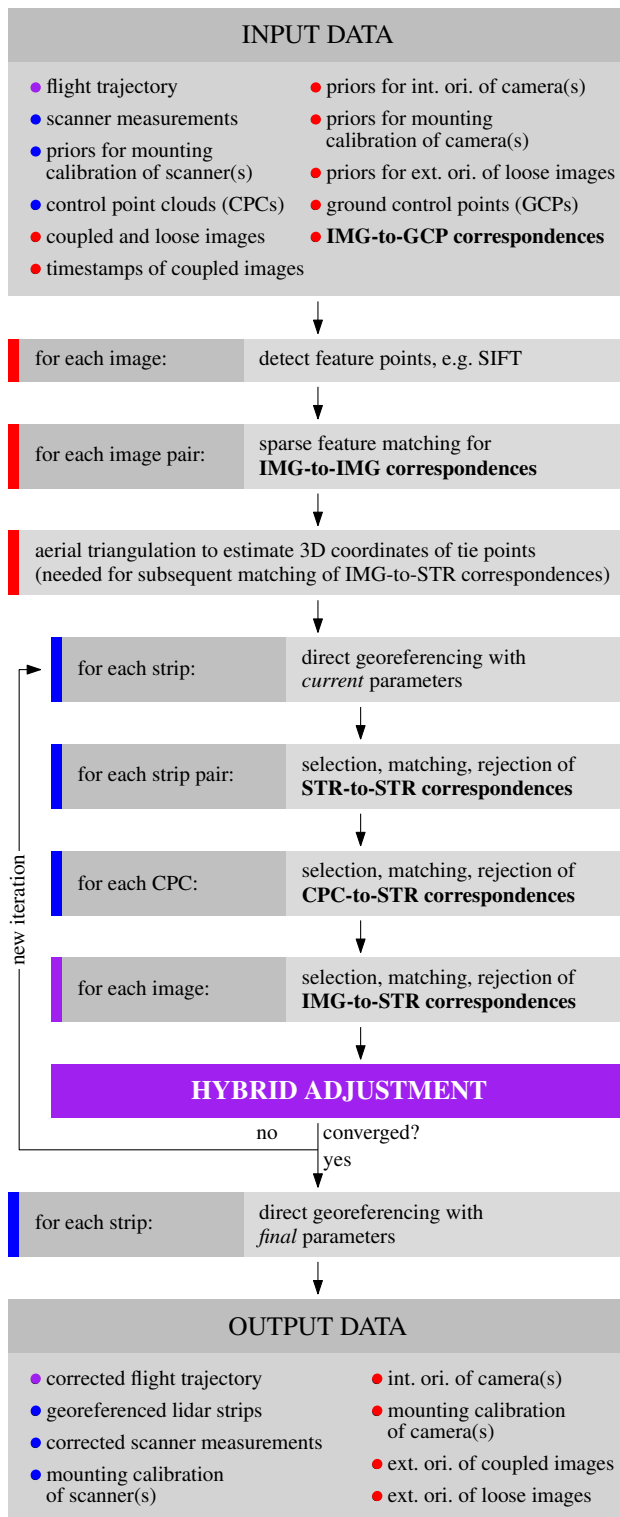 INPUT DATA
flight trajectory
scanner measurements
priors for mounting
calibration of scanner(s)
control point clouds (CPCs)
coupled and loose images
timestamps of coupled images
priors for int. ori. of camera(s)
priors for mounting
calibration of camera(s)
priors for ext. ori. of loose images
ground control points (GCPs)
IMG-to-GCP correspondences
for each image:
detect feature points, e.g. SIFT
for each image pair:
sparse feature matching for
IMG-to-IMG correspondences
aerial triangulation to estimate 3D coordinates of tie points
(needed for subsequent matching of IMG-to-STR correspondences)
for each strip:
direct georeferencing with
current parameters
for each strip pair:
selection, matching, rejection of
STR-to-STR correspondences
for each CPC:
selection, matching, rejection of
CPC-to-STR correspondences
for each image:
selection, matching, rejection of
IMG-to-STR correspondences
HYBRID ADJUSTMENT
new iteration
no
converged?
yes
for each strip:
direct georeferencing with
final parameters
OUTPUT DATA
corrected flight trajectory
georeferenced lidar strips
corrected scanner measurements
mounting calibration
of scanner(s)
int. ori. of camera(s)
mounting calibration
of camera(s)
ext. ori. of coupled images
ext. ori. of loose images